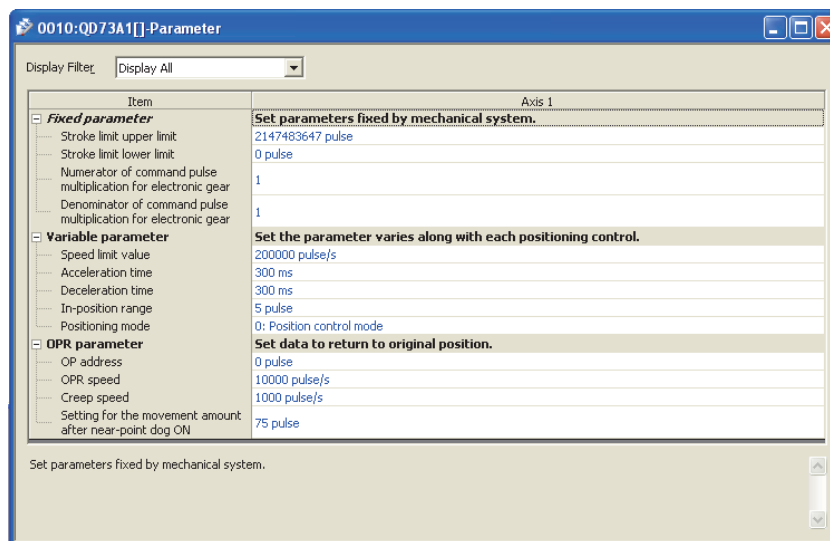 0010:QD73A1[]-Parameter
Display Filter Display All
Item Axis 1
Fixed parameter Set parameters fixed by mechanical system.
Stroke limit upper limit 2147483647 pulse
Stroke limit lower limit 0 pulse
Numerator of command pulse
multiplication for electronic gear 1
Denominator of command pulse
multiplication for electronic gear 1
Variable parameter Set the parameter varies along with each positioning control.
Speed limit value 200000 pulse/s
Acceleration time 300 ms
Deceleration time 300 ms
In-position range 5 pulse
Positioning mode 0: Position control mode
OPR parameter Set data to return to original position.
OP address 0 pulse
OPR speed 10000 pulse/s
Creep speed 1000 pulse/s
Setting for the movement amount
after near-point dog ON 75 pulse
Set parameters fixed by mechanical system.